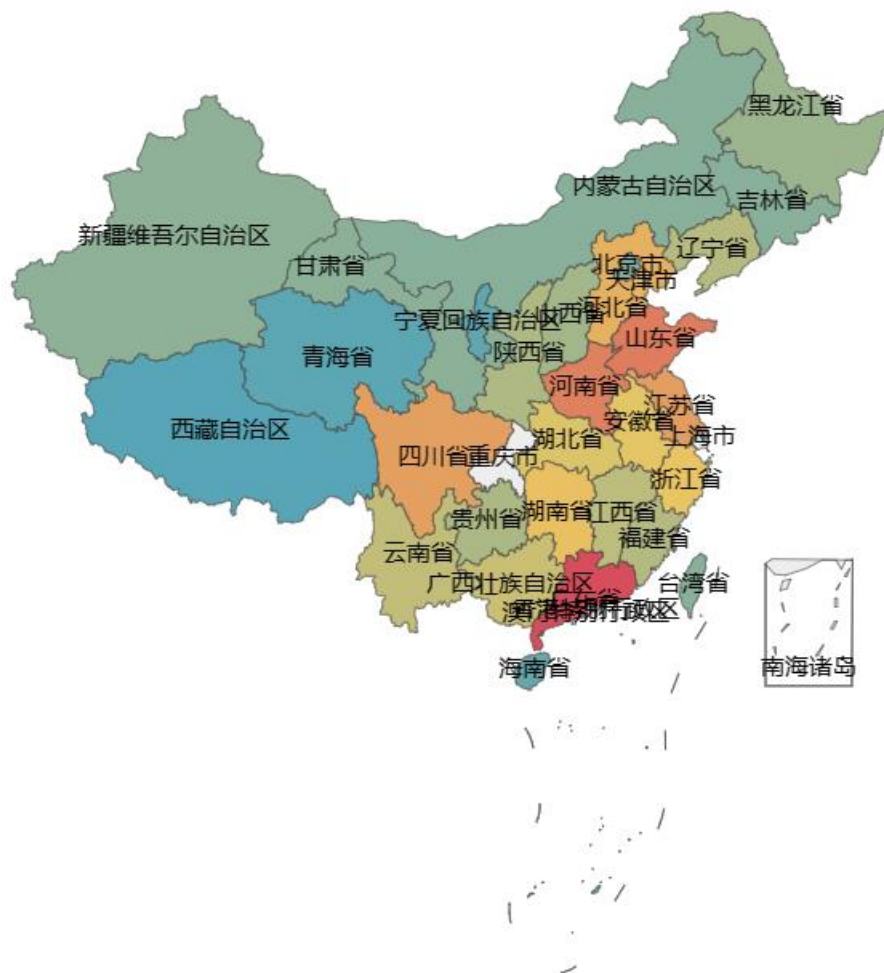 黑龙江省
内蒙古自治区
吉林省
新疆维吾尔自治区
辽宁省
甘肃省
北京市
天津市
河北省
山西省
宁夏回族自治区
山东省
陕西省
青海省
河南省
江苏省
安徽省
西藏自治区
上海市
湖北省
四川省
重庆市
浙江省
湖南省
江西省
贵州省
福建省
云南省
广西壮族自治区
台湾省
南海诸岛
海南省